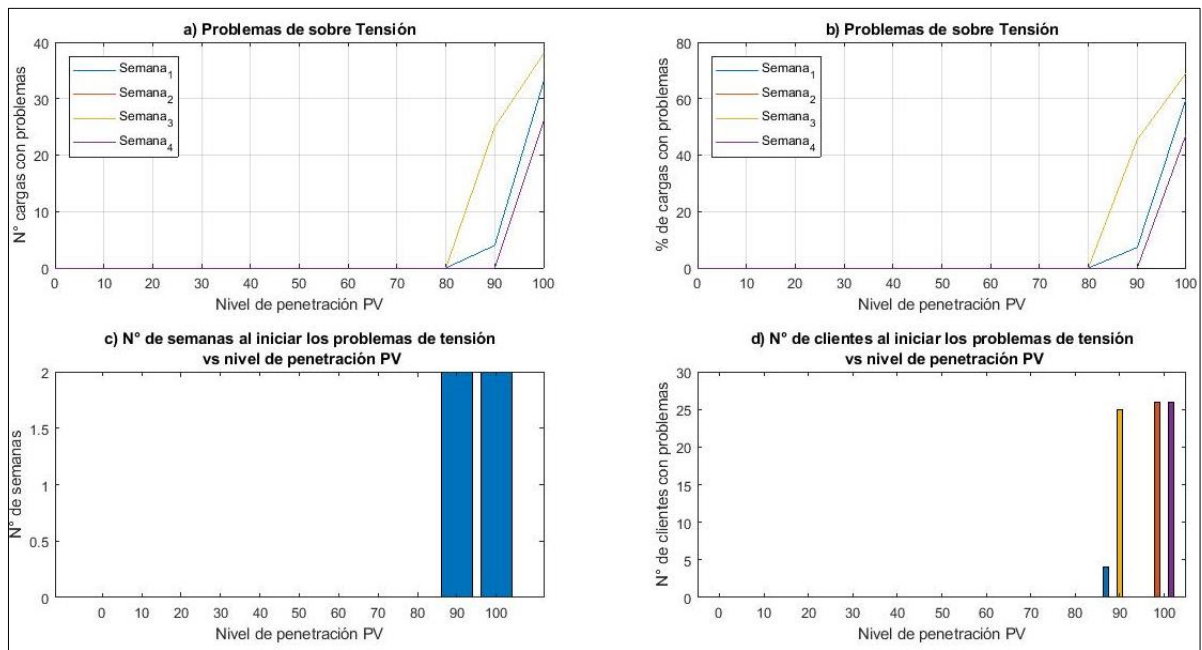 a) Problemas de sobre Tensión
N° cargas con problemas
40
30
20
10
0
Semana1
Semana2
Semana3
Semana4
0 10 20 30 40 50 60 70 80 90 100
Nivel de penetración PV
b) Problemas de sobre Tensión
% de cargas con problemas
80
60
40
20
0
Semana1
Semana2
Semana3
Semana4
0 10 20 30 40 50 60 70 80 90 100
Nivel de penetración PV
c) N° de semanas al iniciar los problemas de tensión
vs nivel de penetración PV
N° de semanas
2
1.5
1
0.5
0
0 10 20 30 40 50 60 70 80 90 100
Nivel de penetración PV
d) N° de clientes al iniciar los problemas de tensión
vs nivel de penetración PV
N° de clientes con problemas
30
25
20
15
10
5
0
0 10 20 30 40 50 60 70 80 90 100
Nivel de penetración PV